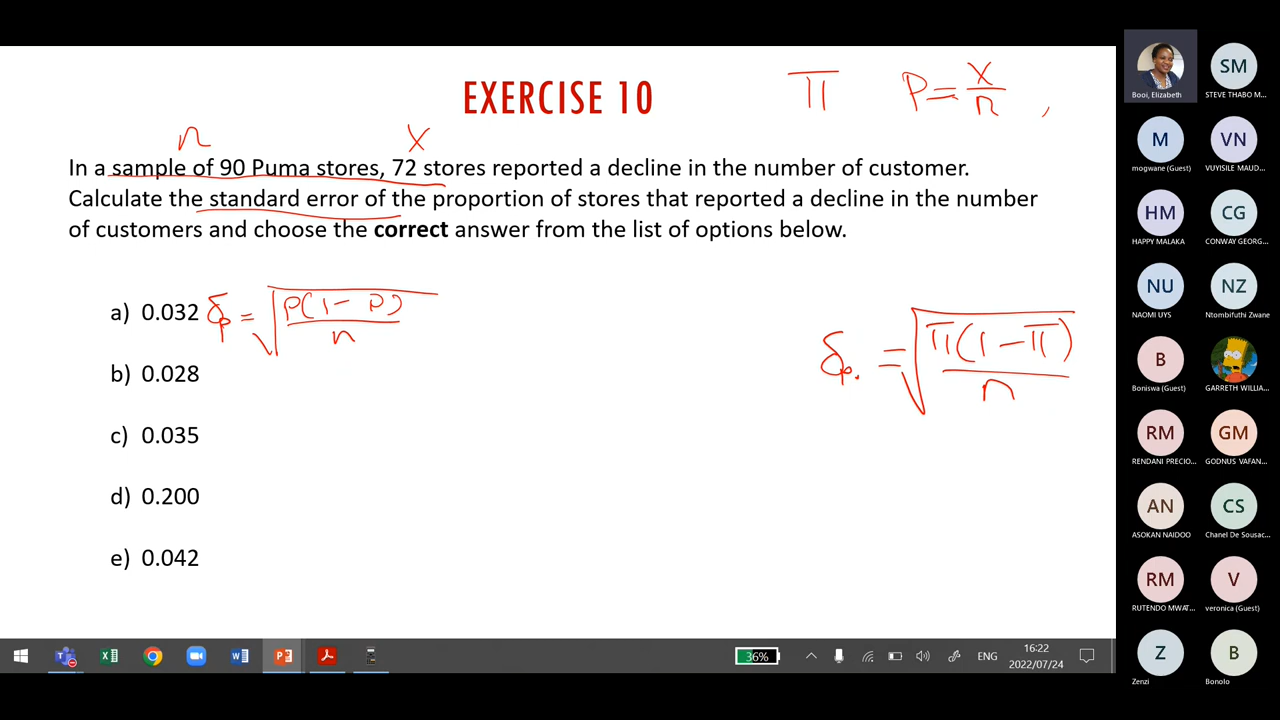 EXERCISE 10
π P = x/n ,
n x
In a sample of 90 Puma stores, 72 stores reported a decline in the number of customer.
Calculate the standard error of the proportion of stores that reported a decline in the number
of customers and choose the correct answer from the list of options below.
a) 0.032
δp = √(P(1 - P)/n)
δp. = √(π(1 - π)/n)
b) 0.028
c) 0.035
d) 0.200
e) 0.042
36%
ENG
16:22
2022/07/24
Booi, Elizabeth
SM
STEVE THABO M...
M
mogwane (Guest)
VN
VUYISILE MAUD...
HM
HAPPY MALAKA
CG
CONWAY GEORG...
NU
NAOMI UYS
NZ
Ntombifuthi Zwane
B
Boniswa (Guest)
GARRETH WILLIA...
RM
RENDANI PRECIO...
GM
GODNUS VAFAN...
AN
ASOKAN NAIDOO
CS
Chanel De Sousac...
RM
RUTENDO MWAT...
V
veronica (Guest)
Z
Zenzi
B
Bonolo